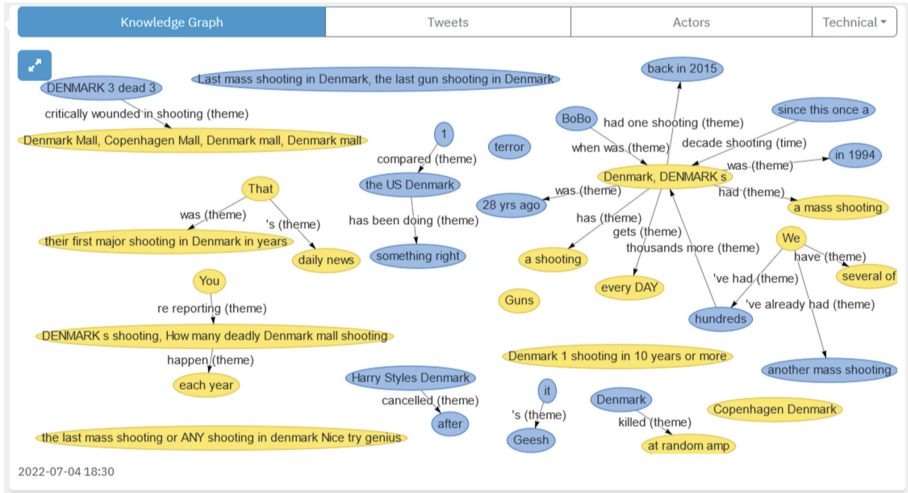 Knowledge Graph
Tweets
Actors
Technical
back in 2015
Last mass shooting in Denmark, the last gun shooting in Denmark
DENMARK 3 dead 3
since this once a
critically wounded in shooting (theme)
BoBo
had one shooting (theme)
1
Denmark Mall, Copenhagen Mall, Denmark mall, Denmark mall
decade shooting (time)
terror
when was (theme)
compared (theme)
in 1994
was (theme)
Denmark, DENMARK s
the US Denmark
That
was (theme)
had (theme)
28 yrs ago
a mass shooting
was (theme)
has (theme)
has been doing (theme)
's (theme)
gets (theme)
We
their first major shooting in Denmark in years
thousands more (theme)
something right
have (theme)
daily news
a shooting
several of
You
've had (theme)
every DAY
Guns
've already had (theme)
re reporting (theme)
hundreds
DENMARK s shooting, How many deadly Denmark mall shooting
Denmark 1 shooting in 10 years or more
happen (theme)
another mass shooting
Harry Styles Denmark
each year
it
cancelled (theme)
Denmark
Copenhagen Denmark
's (theme)
after
killed (theme)
the last mass shooting or ANY shooting in denmark Nice try genius
Geesh
at random amp
2022-07-04 18:30